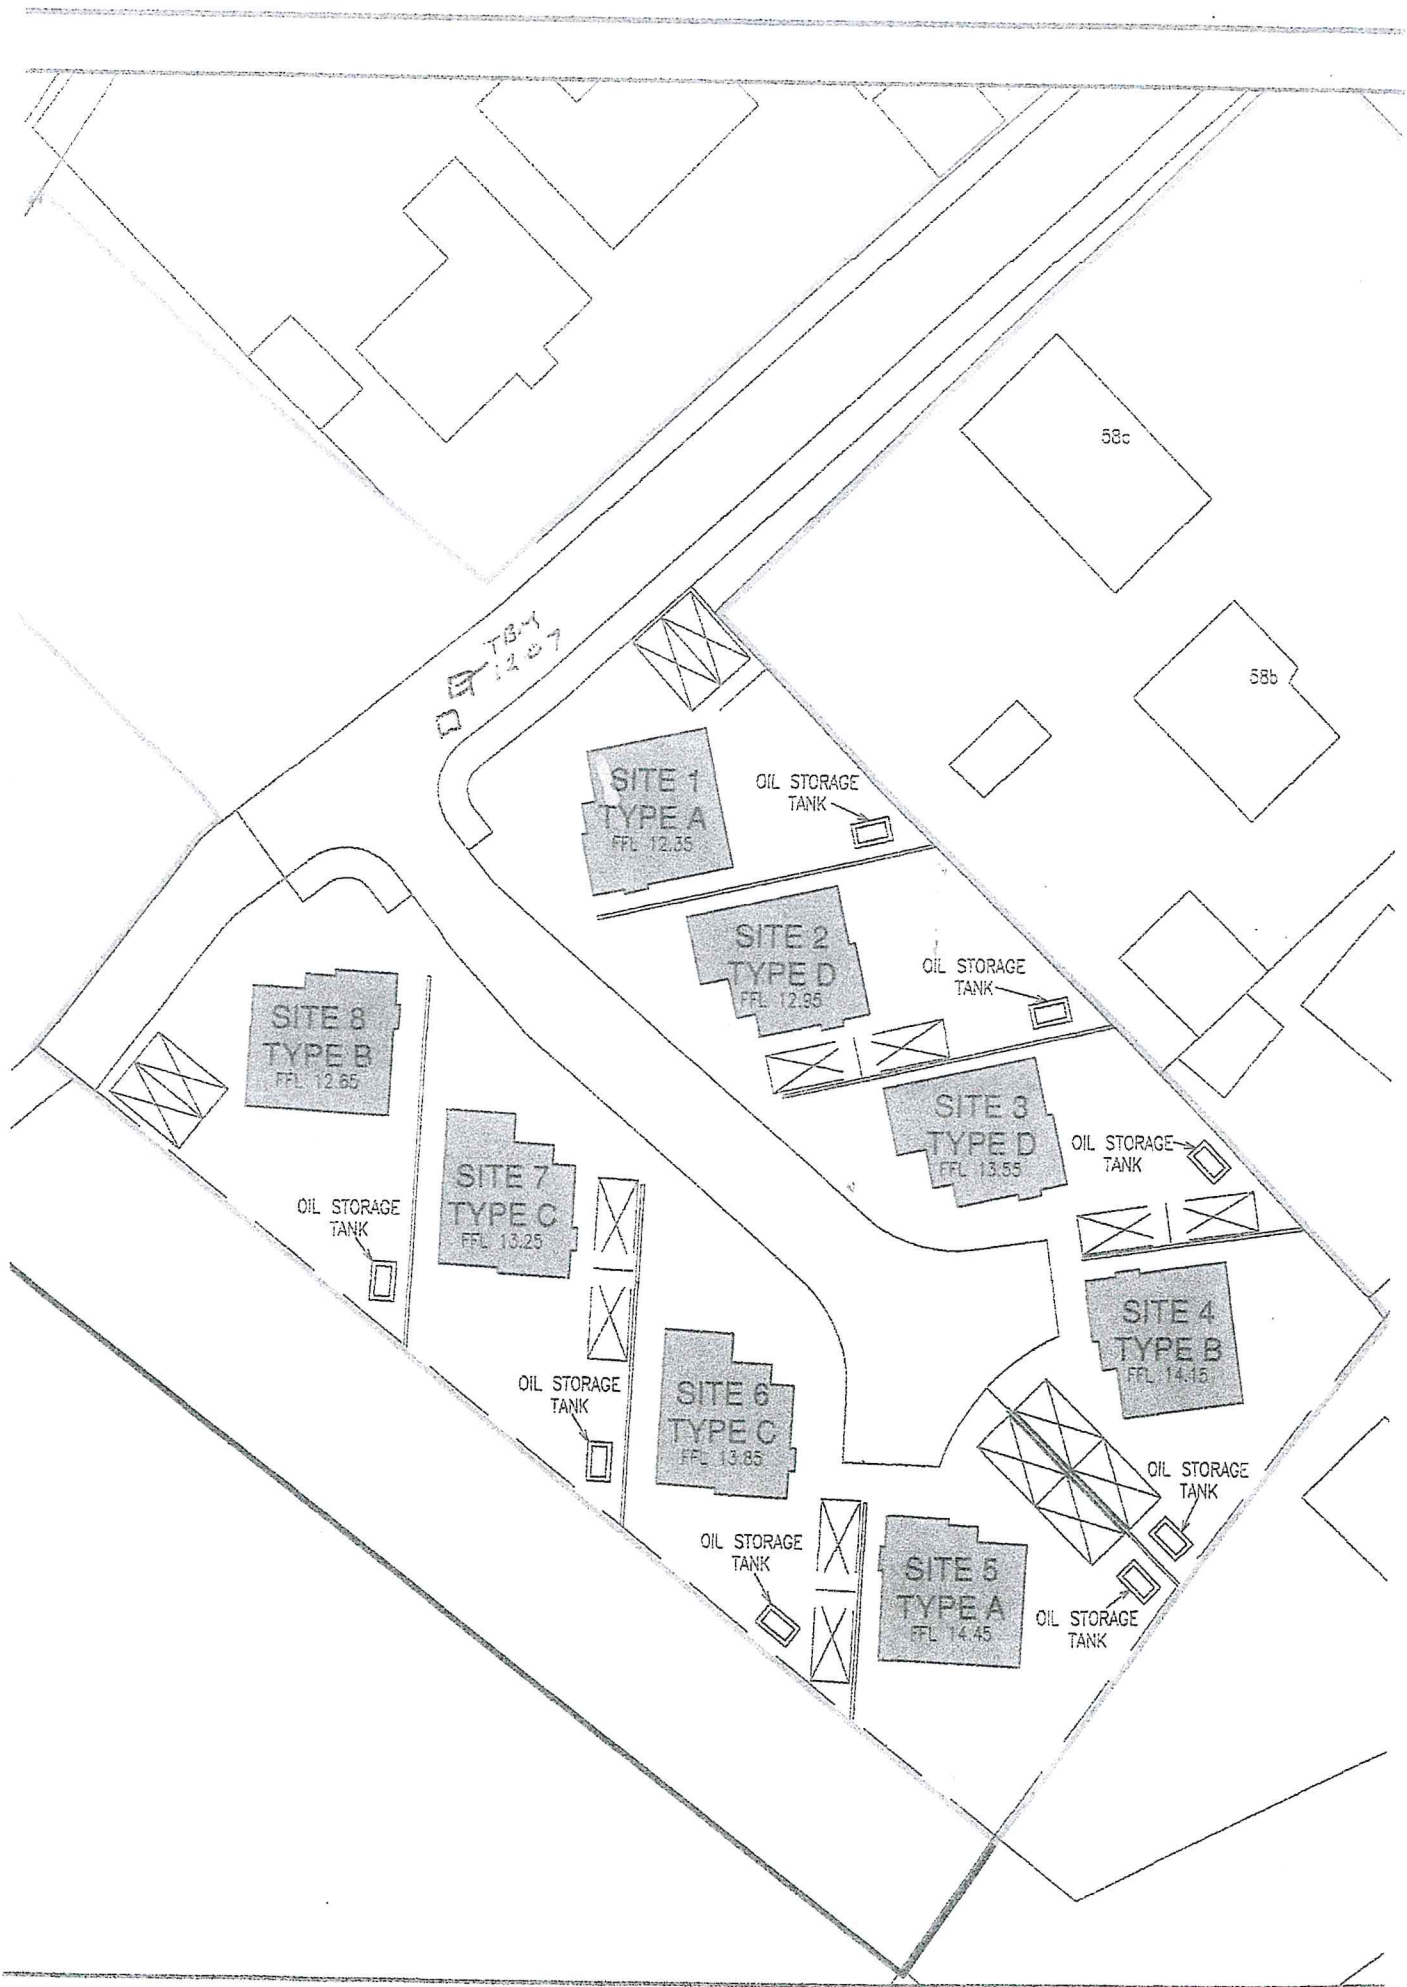 58c
58b
TBM
12.07
SITE 1
TYPE A
FFL 12.35
OIL STORAGE
TANK
SITE 2
TYPE D
FFL 12.95
OIL STORAGE
TANK
SITE 8
TYPE B
FFL 12.65
SITE 3
TYPE D
FFL 13.55
OIL STORAGE
TANK
SITE 7
TYPE C
FFL 13.25
OIL STORAGE
TANK
SITE 4
TYPE B
FFL 14.15
OIL STORAGE
TANK
SITE 6
TYPE C
FFL 13.85
OIL STORAGE
TANK
OIL STORAGE
TANK
SITE 5
TYPE A
FFL 14.45
OIL STORAGE
TANK